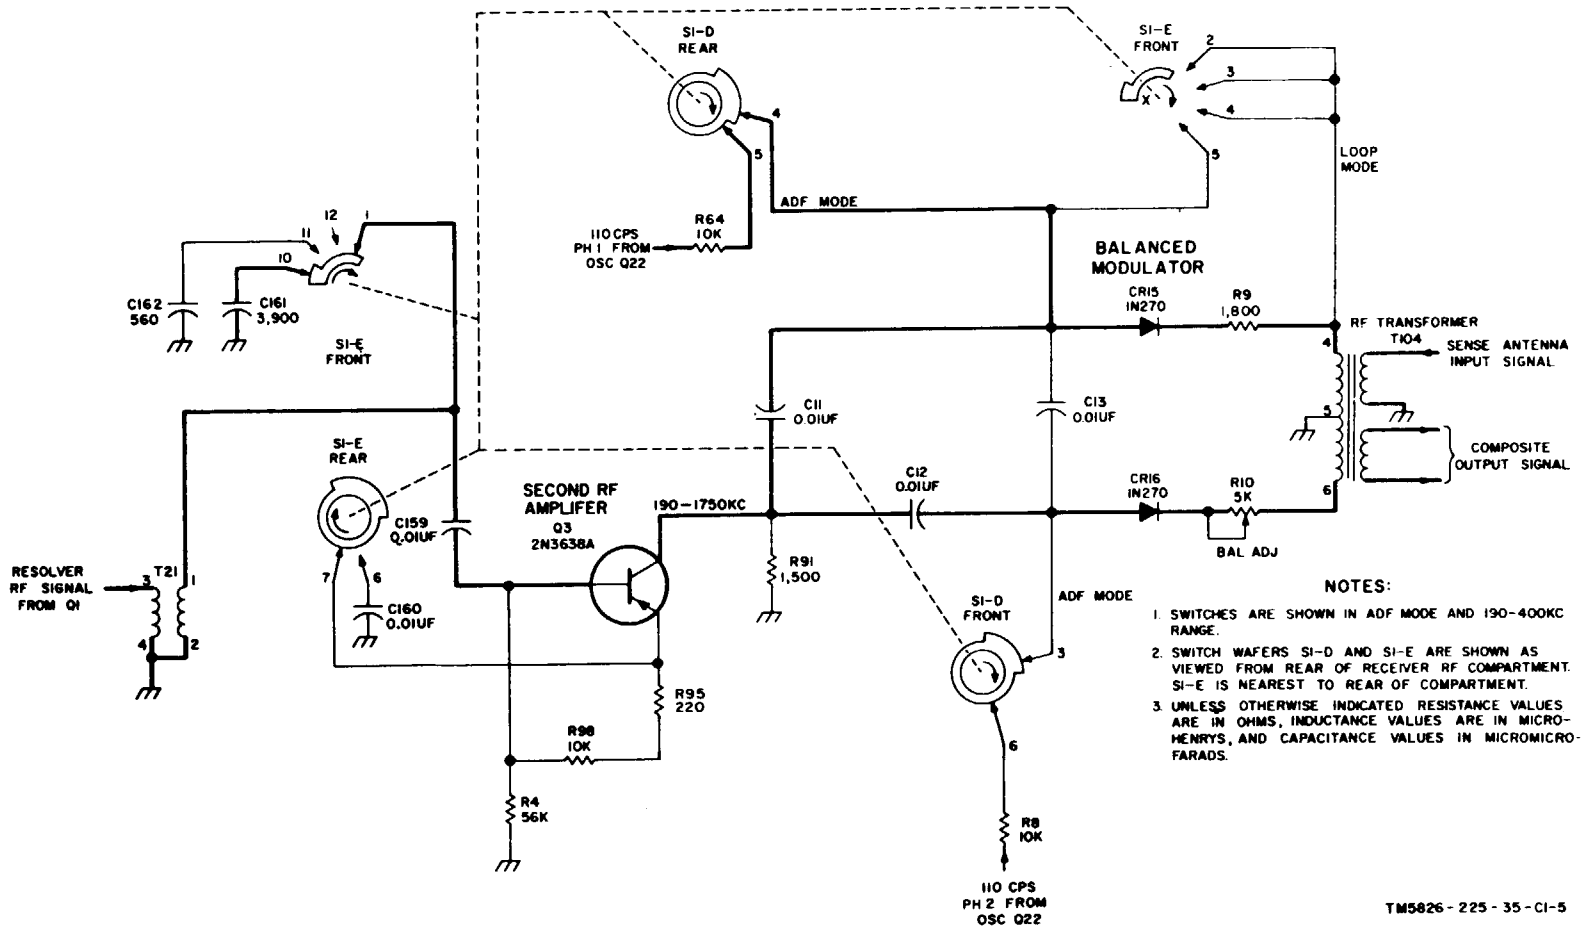 S1-D
REAR
S1-E
FRONT
2
3
4
5
4
5
LOOP
MODE
ADF MODE
R64
10K
110CPS
PH 1 FROM
OSC Q22
1
12
11
10
C162
560
C161
3,900
S1-E
FRONT
BALANCED
MODULATOR
CR15
1N270
R9
1,800
RF TRANSFORMER
T104
4
SENSE ANTENNA
INPUT SIGNAL
5
C11
0.01UF
C13
0.01UF
COMPOSITE
OUTPUT SIGNAL
6
S1-E
REAR
C159
0.01UF
SECOND RF
AMPLIFER
Q3
2N3638A
190-1750KC
C12
0.01UF
CR16
1N270
R10
5K
BAL ADJ
RESOLVER
RF SIGNAL
FROM Q1
3
T21
1
4
2
7
6
C160
0.01UF
R91
1,500
S1-D
FRONT
ADF MODE
3
6
R95
220
R98
10K
R4
56K
R8
10K
110 CPS
PH 2 FROM
OSC Q22
X
NOTES:
1. SWITCHES ARE SHOWN IN ADF MODE AND 190-400KC
RANGE.
2. SWITCH WAFERS S1-D AND S1-E ARE SHOWN AS
VIEWED FROM REAR OF RECEIVER RF COMPARTMENT.
S1-E IS NEAREST TO REAR OF COMPARTMENT.
3. UNLESS OTHERWISE INDICATED RESISTANCE VALUES
ARE IN OHMS, INDUCTANCE VALUES ARE IN MICRO-
HENRYS, AND CAPACITANCE VALUES IN MICROMICRO-
FARADS.
TM5826-225-35-C1-5